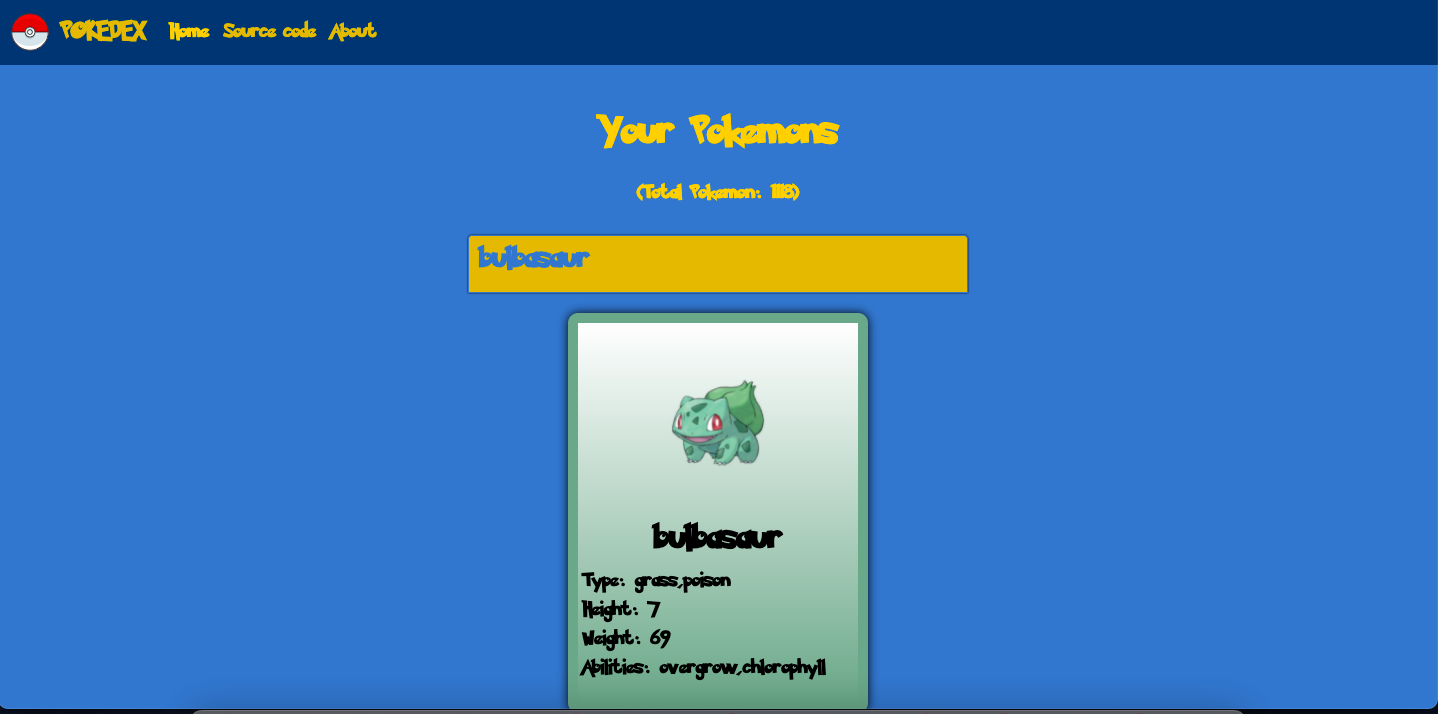 POKEDEX Home Source code About
Your Pokemons
(Total Pokemon: 1118)
bulbasaur
bulbasaur
Type: grass,poison
Height: 7
Weight: 69
Abilities: overgrow,chlorophyll